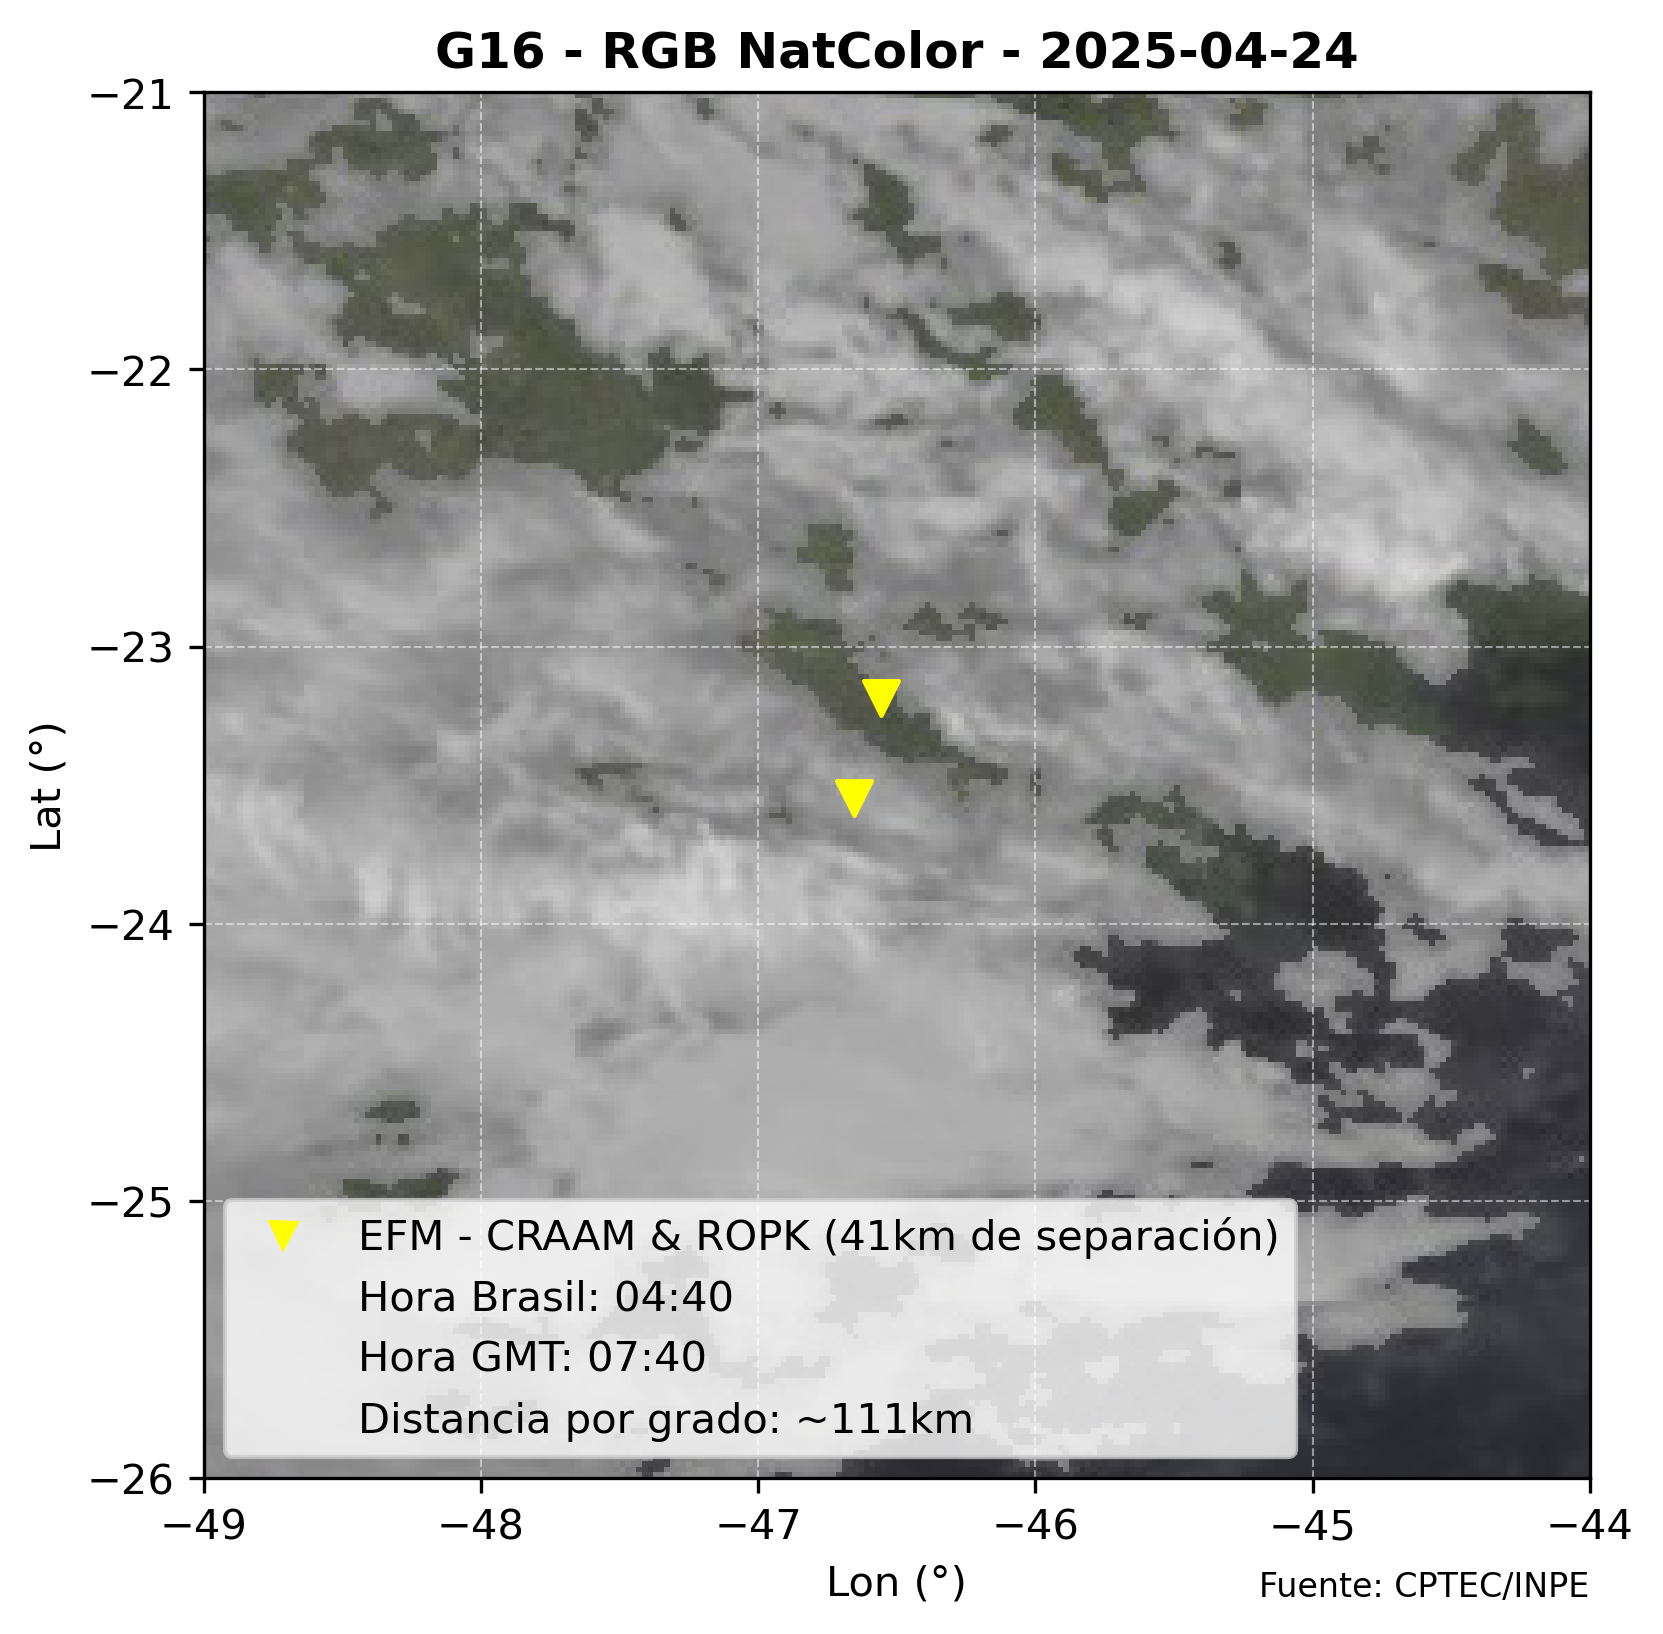 G16 - RGB NatColor - 2025-04-24
−21
−22
−23
−24
−25
−26
Lat (°)
EFM - CRAAM & ROPK (41km de separación)
Hora Brasil: 04:40
Hora GMT: 07:40
Distancia por grado: ~111km
−49
−48
−47
−46
−45
−44
Lon (°)
Fuente: CPTEC/INPE